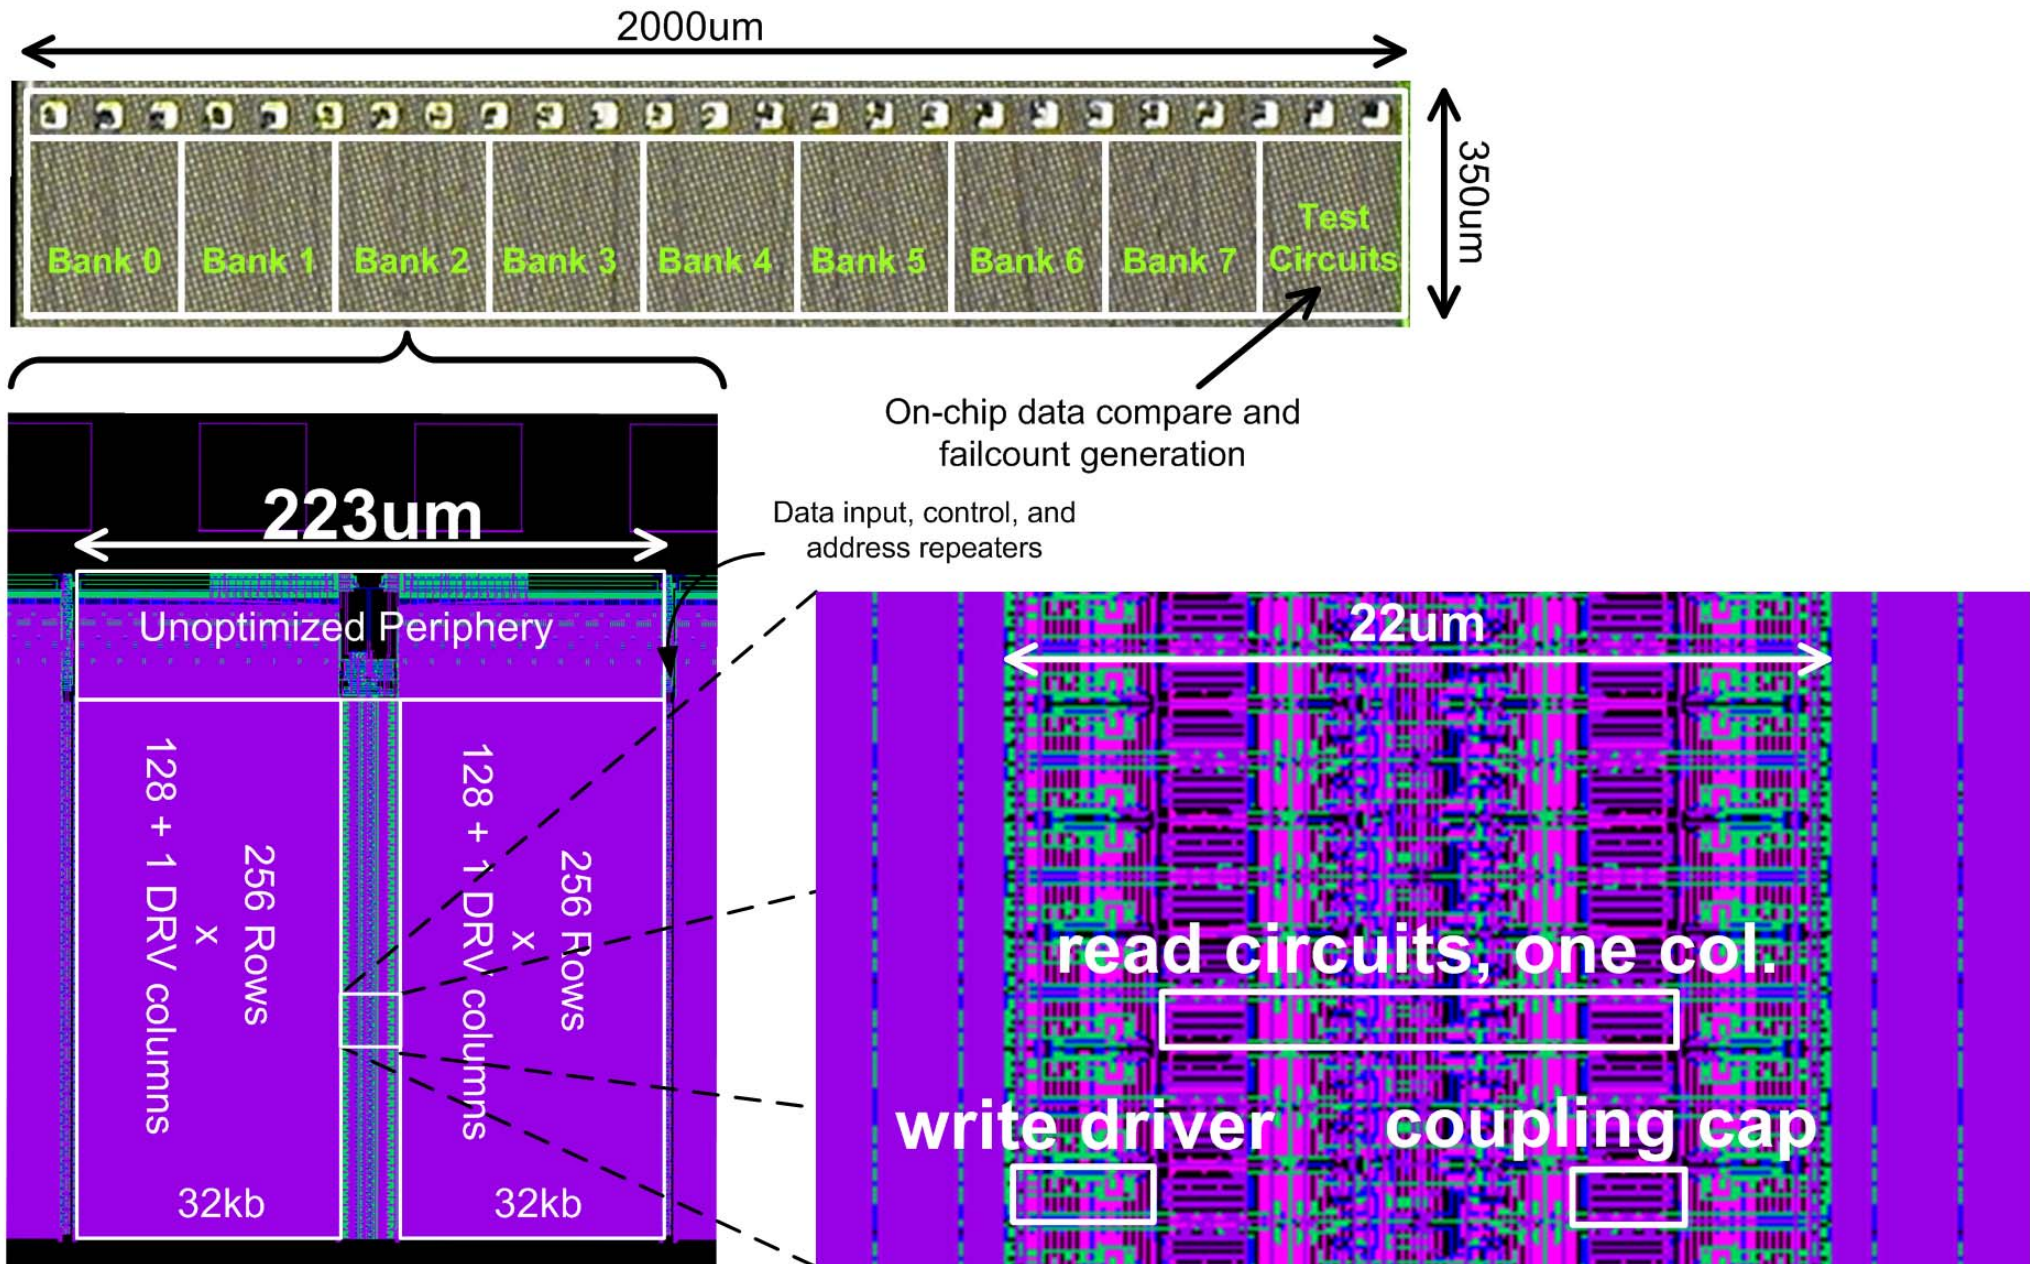 2000um
350um
Bank 0
Bank 1
Bank 2
Bank 3
Bank 4
Bank 5
Bank 6
Bank 7
Test
Circuits
On-chip data compare and
failcount generation
223um
Data input, control, and
address repeaters
Unoptimized Periphery
256 Rows
x
128 + 1 DRV columns
32kb
256 Rows
x
128 + 1 DRV columns
32kb
22um
read circuits, one col.
write driver
coupling cap